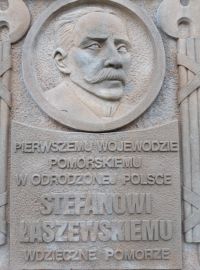 PIERWSZEMU WOJEWODZIE
POMORSKIEMU
W ODRODZONEJ POLSCE
STEFANOWI
ŁASZEWSKIEMU
WDZIĘCZNE POMORZE